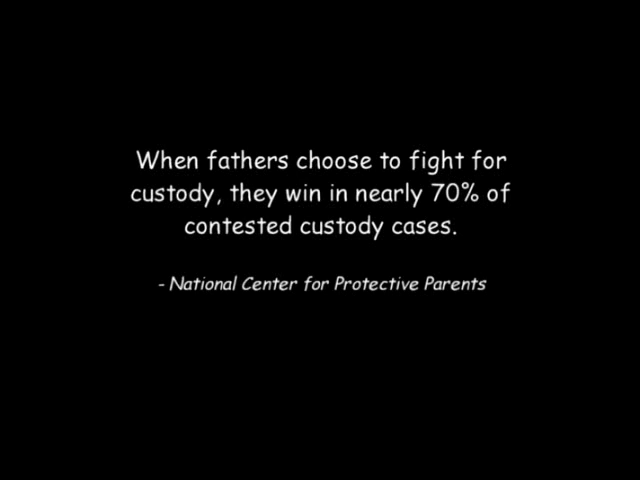 When fathers choose to fight for
custody, they win in nearly 70% of
contested custody cases.
- National Center for Protective Parents